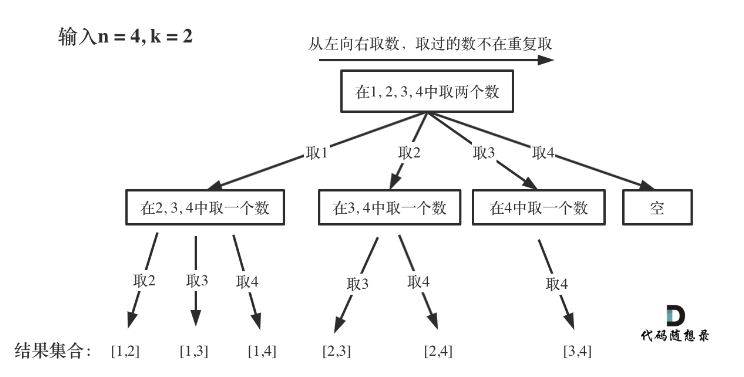 输入n = 4, k = 2
从左向右取数，取过的数不在重复取
在1, 2, 3, 4中取两个数
取1
取2
取3
取4
在2, 3, 4中取一个数
在3, 4中取一个数
在4中取一个数
空
取2
取3
取4
取3
取4
取4
代码随想录
结果集合：
[1,2]
[1,3]
[1,4]
[2,3]
[2,4]
[3,4]